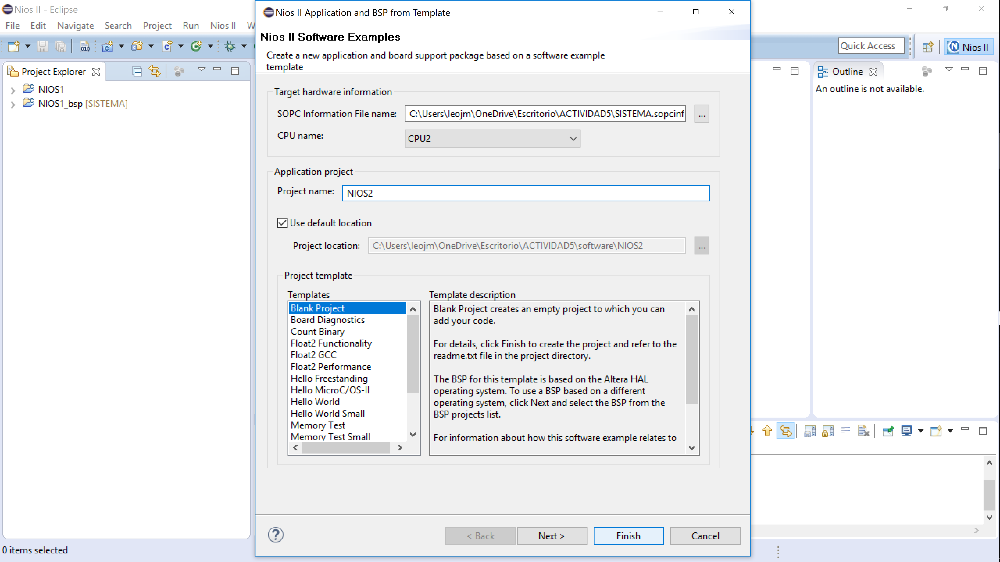 Nios II - Eclipse
File Edit Navigate Search Project Run Nios II
Quick Access
Nios II
Project Explorer
NIOS1
NIOS1_bsp [SISTEMA]
Nios II Application and BSP from Template
Nios II Software Examples
Create a new application and board support package based on a software example
template
Target hardware information
SOPC Information File name: C:\Users\leojm\OneDrive\Escritorio\ACTIVIDAD5\SISTEMA.sopcinf
...
CPU name: CPU2
Application project
Project name: NIOS2
Use default location
Project location: C:\Users\leojm\OneDrive\Escritorio\ACTIVIDAD5\software\NIOS2
...
Project template
Templates
Blank Project
Board Diagnostics
Count Binary
Float2 Functionality
Float2 GCC
Float2 Performance
Hello Freestanding
Hello MicroC/OS-II
Hello World
Hello World Small
Memory Test
Memory Test Small
Template description
Blank Project creates an empty project to which you can
add your code.
For details, click Finish to create the project and refer to the
readme.txt file in the project directory.
The BSP for this template is based on the Altera HAL
operating system. To use a BSP based on a different
operating system, click Next and select the BSP from the
BSP projects list.
For information about how this software example relates to
< Back
Next >
Finish
Cancel
Outline
An outline is not available.
0 items selected